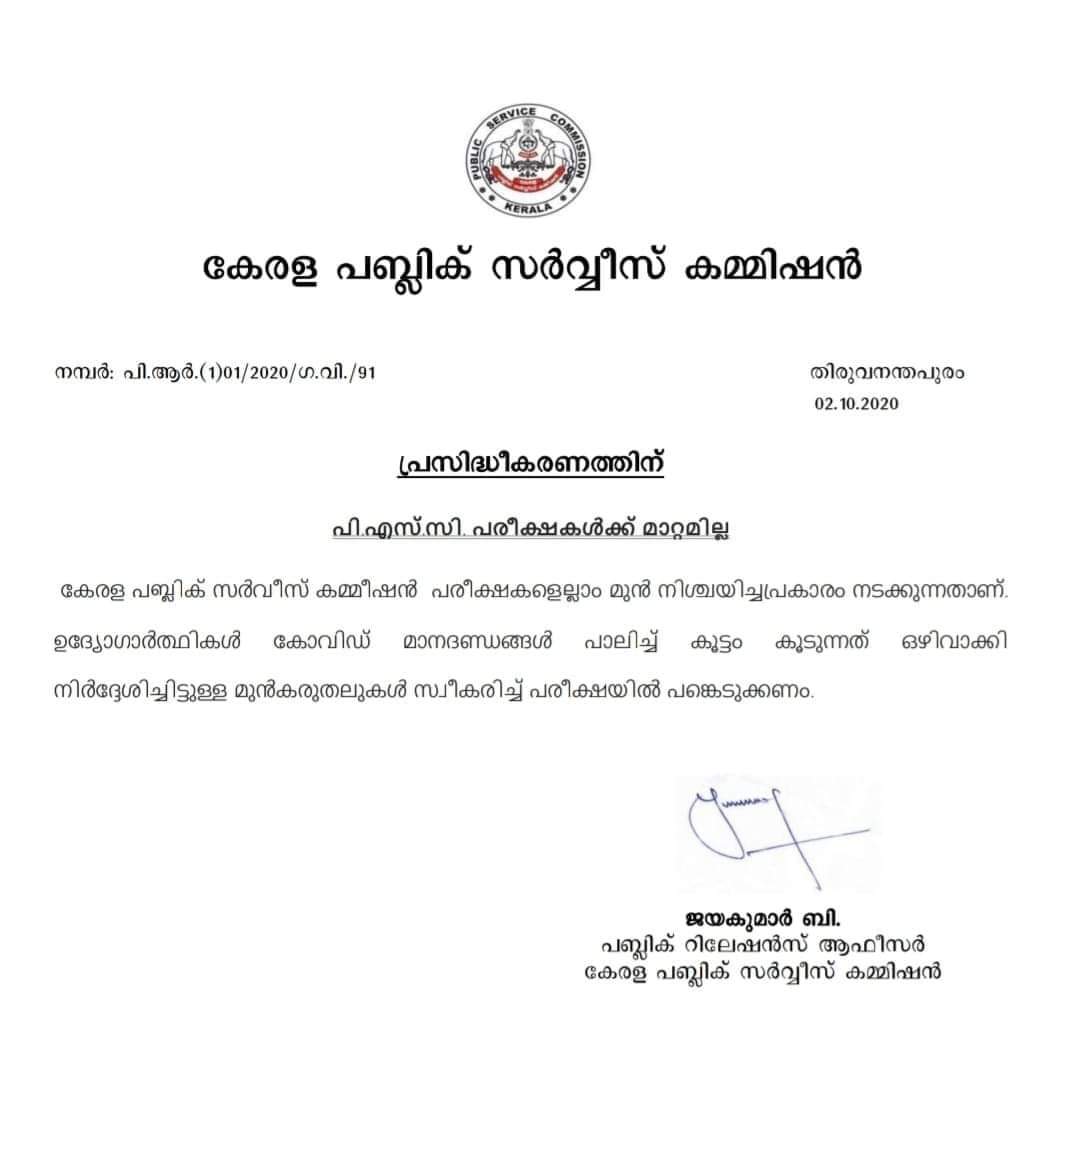 PUBLIC SERVICE COMMISSION
KERALA
കേരള പബ്ലിക് സർവ്വീസ് കമ്മിഷൻ
നമ്പർ: പി.ആർ.(1)01/2020/ഗ.വി./91
തിരുവനന്തപുരം
02.10.2020
പ്രസിദ്ധീകരണത്തിന്
പി.എസ്.സി. പരീക്ഷകൾക്ക് മാറ്റമില്ല
കേരള പബ്ലിക് സർവീസ് കമ്മീഷൻ പരീക്ഷകളെല്ലാം മുൻ നിശ്ചയിച്ചപ്രകാരം നടക്കുന്നതാണ്.
ഉദ്യോഗാർത്ഥികൾ കോവിഡ് മാനദണ്ഡങ്ങൾ പാലിച്ച് കൂട്ടം കൂടുന്നത് ഒഴിവാക്കി
നിർദ്ദേശിച്ചിട്ടുള്ള മുൻകരുതലുകൾ സ്വീകരിച്ച് പരീക്ഷയിൽ പങ്കെടുക്കണം.
ജയകുമാർ ബി.
പബ്ലിക് റിലേഷൻസ് ആഫീസർ
കേരള പബ്ലിക് സർവ്വീസ് കമ്മിഷൻ